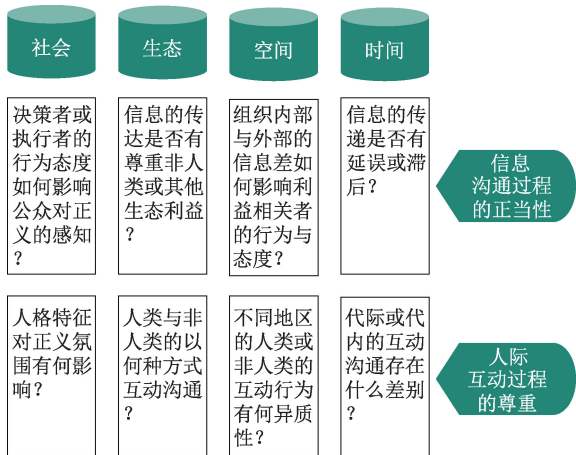 社会
生态
空间
时间
决策者或
执行者的
行为态度
如何影响
公众对正
义的感知
？
信息的传
达是否有
尊重非人
类或其他
生态利益
？
组织内部
与外部的
信息差如
何影响利
益相关者
的行为与
态度？
信息的传
递是否有
延误或滞
后？
信息
沟通过程
的正当性
人格特征
对正义氛
围有何影
响？
人类与非
人类的以
何种方式
互动沟通
？
不同地区
的人类或
非人类的
互动行为
有何异质
性？
代际或代
内的互动
沟通存在
什么差别
？
人际
互动过程
的尊重